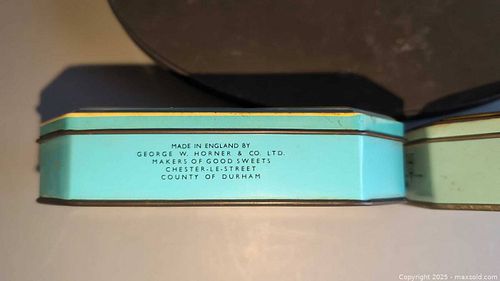 MADE IN ENGLAND BY
GEORGE W. HORNER & CO. LTD.
MAKERS OF GOOD SWEETS
CHESTER-LE-STREET
COUNTY OF DURHAM
Copyright © 2025 - maxsold.com